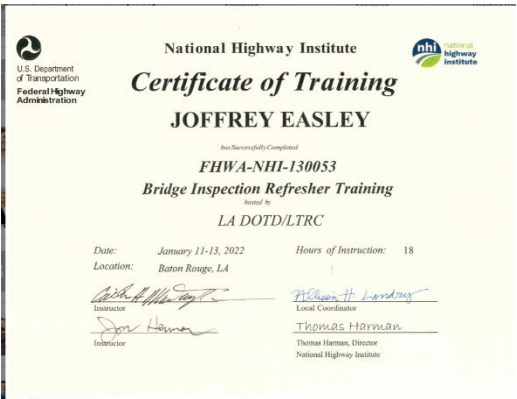 U.S. Department
of Transportation
Federal Highway
Administration
National Highway Institute
nhi national
highway
institute
Certificate of Training
JOFFREY EASLEY
has Successfully Completed
FHWA-NHI-130053
Bridge Inspection Refresher Training
hosted by
LA DOTD/LTRC
Date: January 11-13, 2022 Hours of Instruction: 18
Location: Baton Rouge, LA
Instructor
Allison H. Landry
Local Coordinator
Jon
Instructor
Thomas Harman
Thomas Harman, Director
National Highway Institute